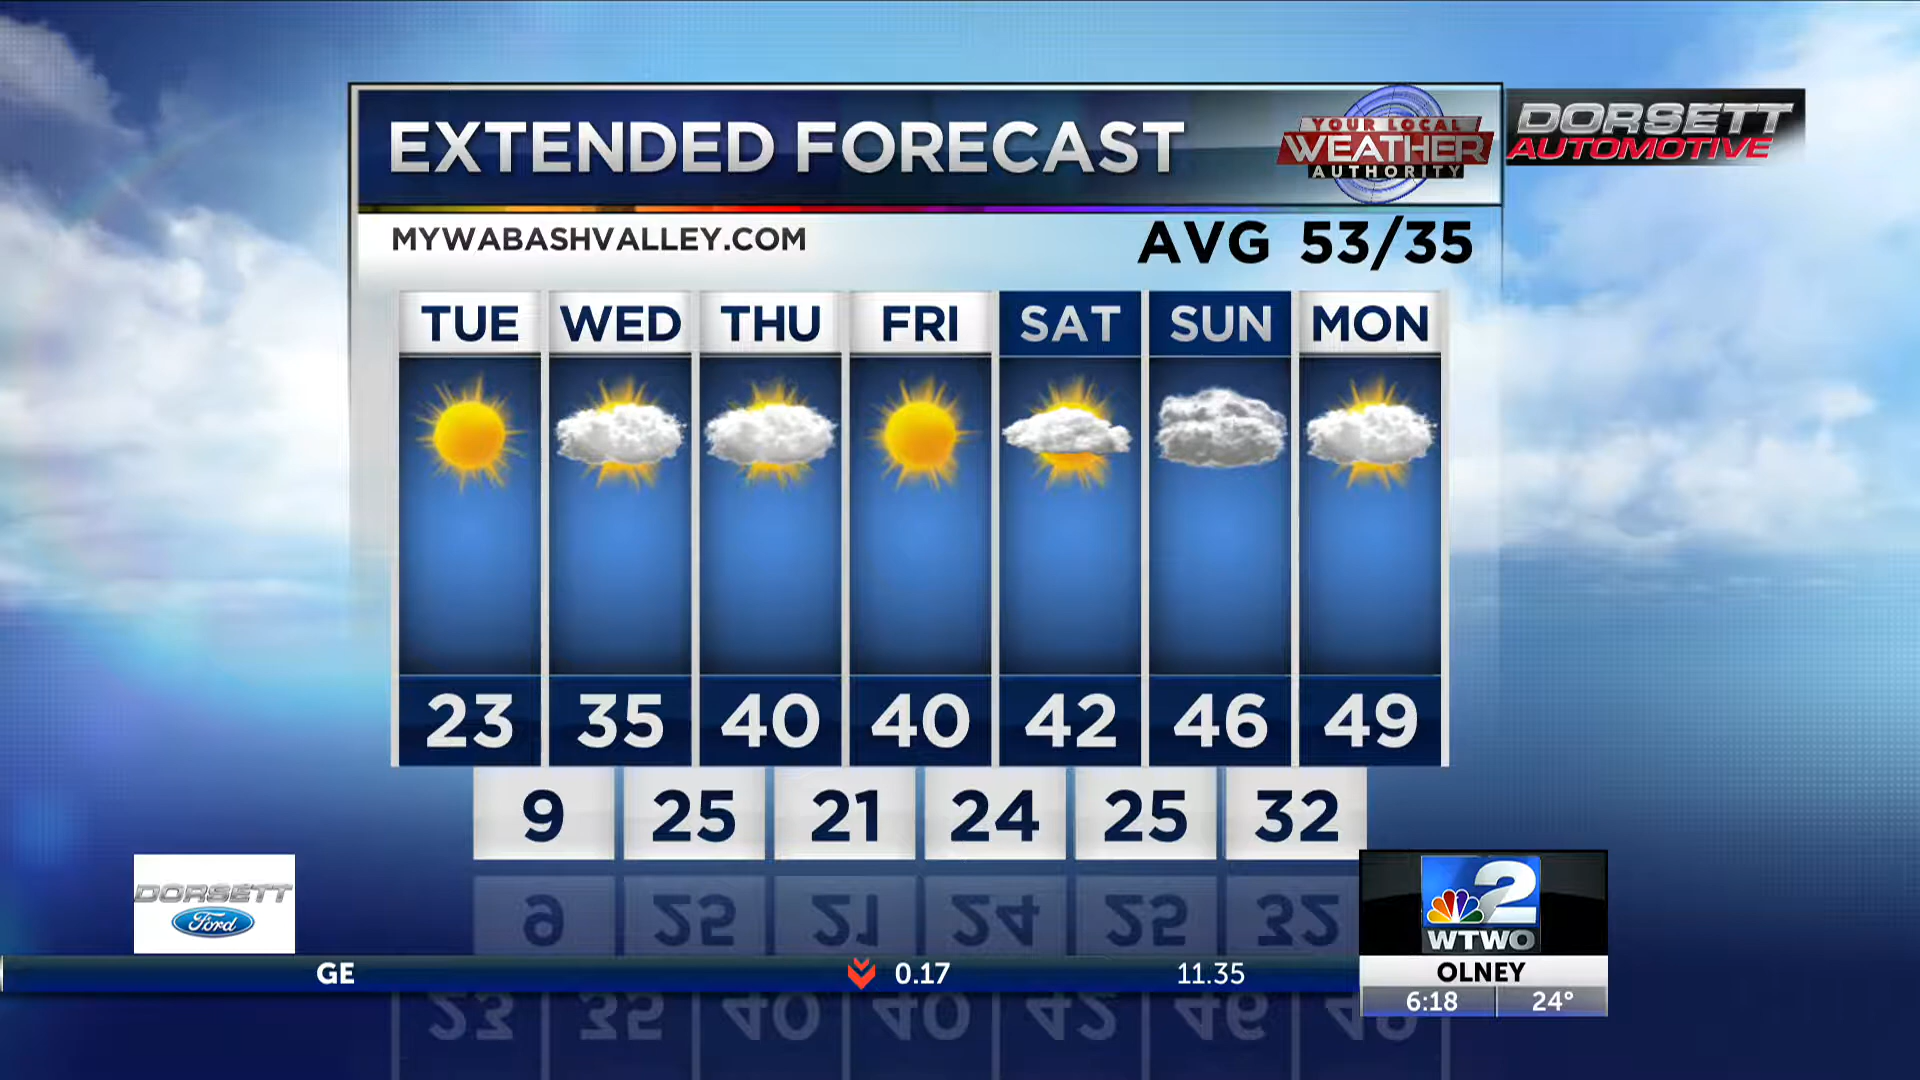 EXTENDED FORECAST
YOUR LOCAL
WEATHER
AUTHORITY
DORSETT
AUTOMOTIVE
MYWABASHVALLEY.COM
AVG 53/35
TUE WED THU FRI SAT SUN MON
23 35 40 40 42 46 49
9 25 21 24 25 32
DORSETT
Ford
2
WTWO
GE 0.17 11.35
OLNEY
6:18 24°